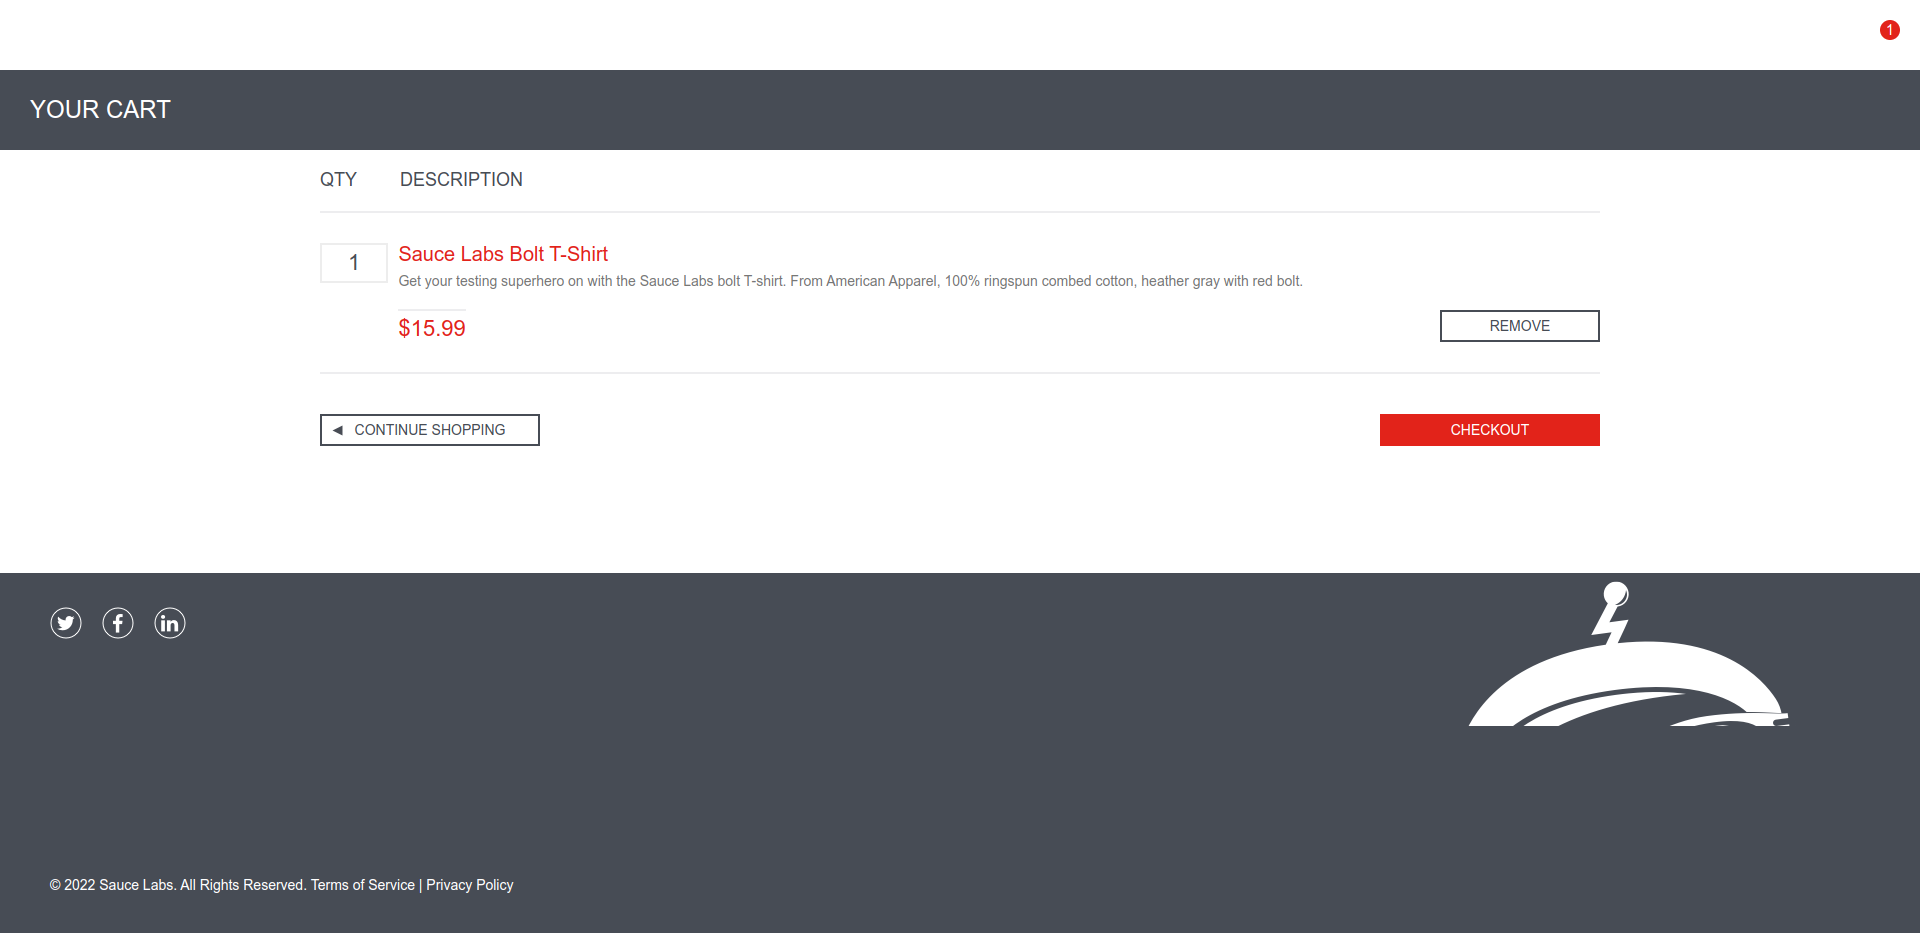 1
YOUR CART
QTY DESCRIPTION
1 Sauce Labs Bolt T-Shirt
Get your testing superhero on with the Sauce Labs bolt T-shirt. From American Apparel, 100% ringspun combed cotton, heather gray with red bolt.
$15.99 REMOVE
CONTINUE SHOPPING CHECKOUT
© 2022 Sauce Labs. All Rights Reserved. Terms of Service | Privacy Policy